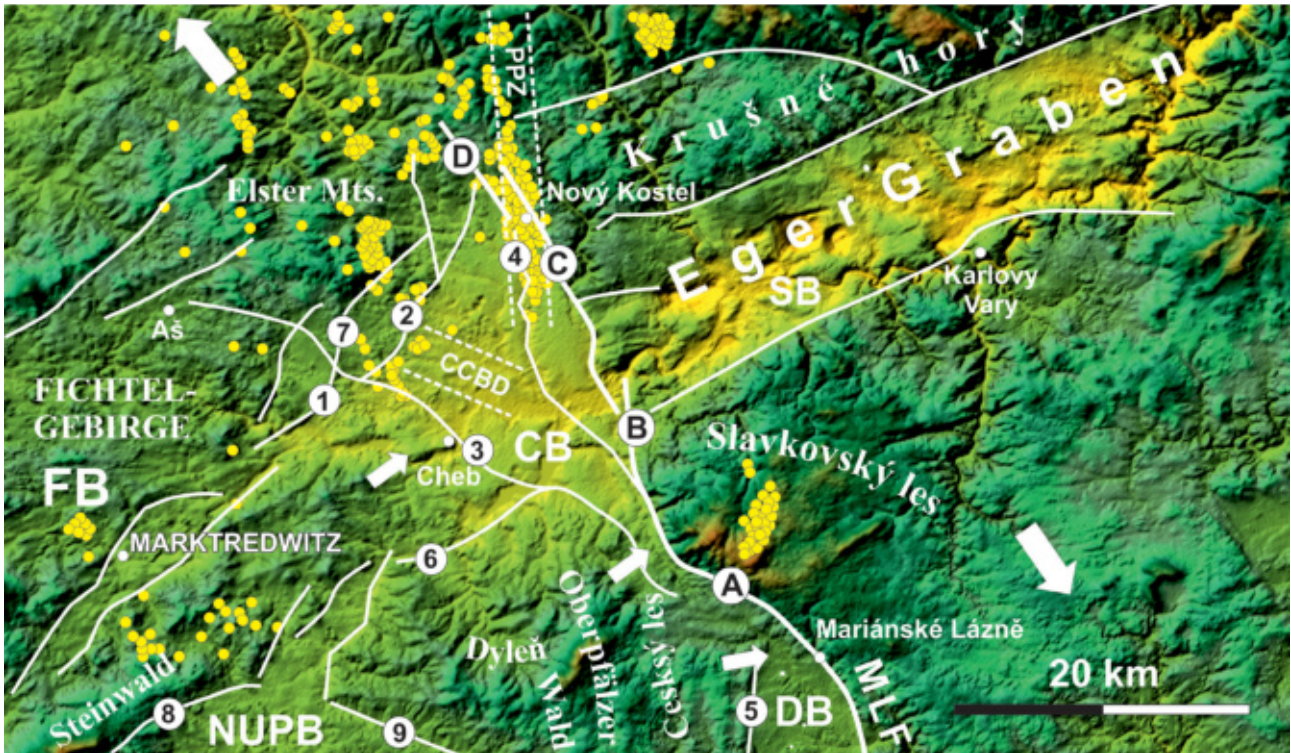 PPZ
Krušné hory
D
Elster Mts.
Nový Kostel
Eger Graben
4
C
SB
Karlovy
Vary
Aš
7
2
CCBD
FICHTEL-
GEBIRGE
1
B
Slavkovský les
3
CB
Cheb
FB
MARKTREDWITZ
6
A
Oberpfälzer
Wald
Český les
Dyleň
Mariánské Lázně
MLF
20 km
Steinwald
8
NUPB
9
5
DB